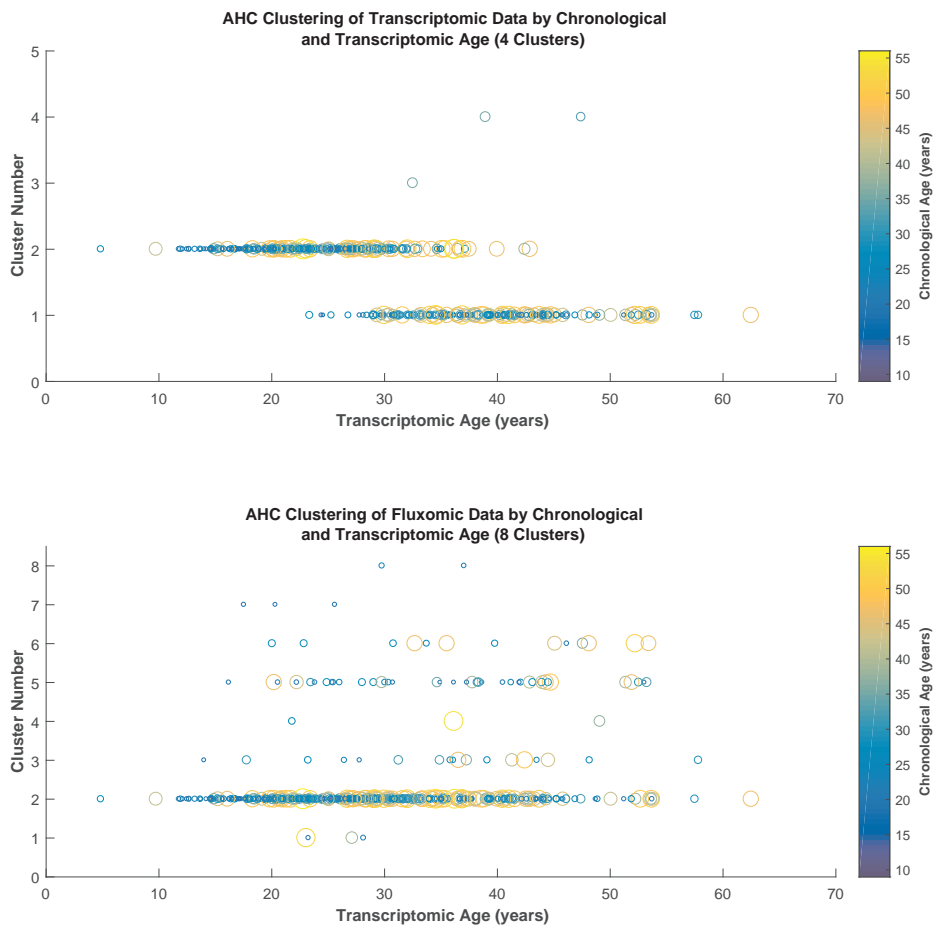 AHC Clustering of Transcriptomic Data by Chronological
and Transcriptomic Age (4 Clusters)
5
4
3
2
1
0
Cluster Number
0 10 20 30 40 50 60 70
Transcriptomic Age (years)
55
50
45
40
35
30
25
20
15
10
Chronological Age (years)
AHC Clustering of Fluxomic Data by Chronological
and Transcriptomic Age (8 Clusters)
8
7
6
5
4
3
2
1
0
Cluster Number
0 10 20 30 40 50 60 70
Transcriptomic Age (years)
55
50
45
40
35
30
25
20
15
10
Chronological Age (years)